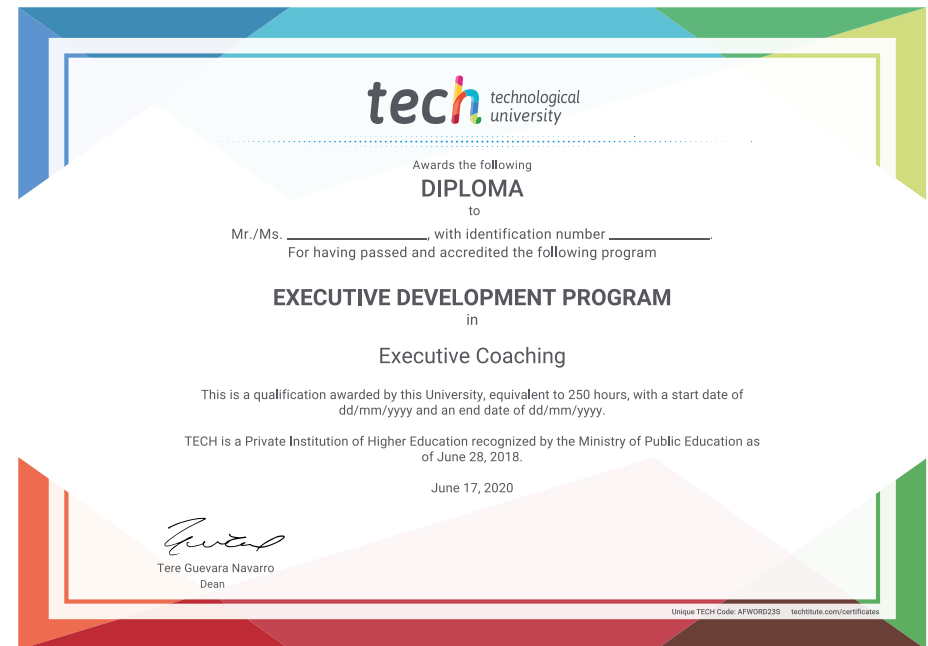 tech technological
university
Awards the following
DIPLOMA
to
Mr./Ms. ____________________, with identification number ______________.
For having passed and accredited the following program
EXECUTIVE DEVELOPMENT PROGRAM
in
Executive Coaching
This is a qualification awarded by this University, equivalent to 250 hours, with a start date of
dd/mm/yyyy and an end date of dd/mm/yyyy.
TECH is a Private Institution of Higher Education recognized by the Ministry of Public Education as
of June 28, 2018.
June 17, 2020
Tere Guevara Navarro
Dean
Unique TECH Code: AFWORD23S techtitute.com/certificates